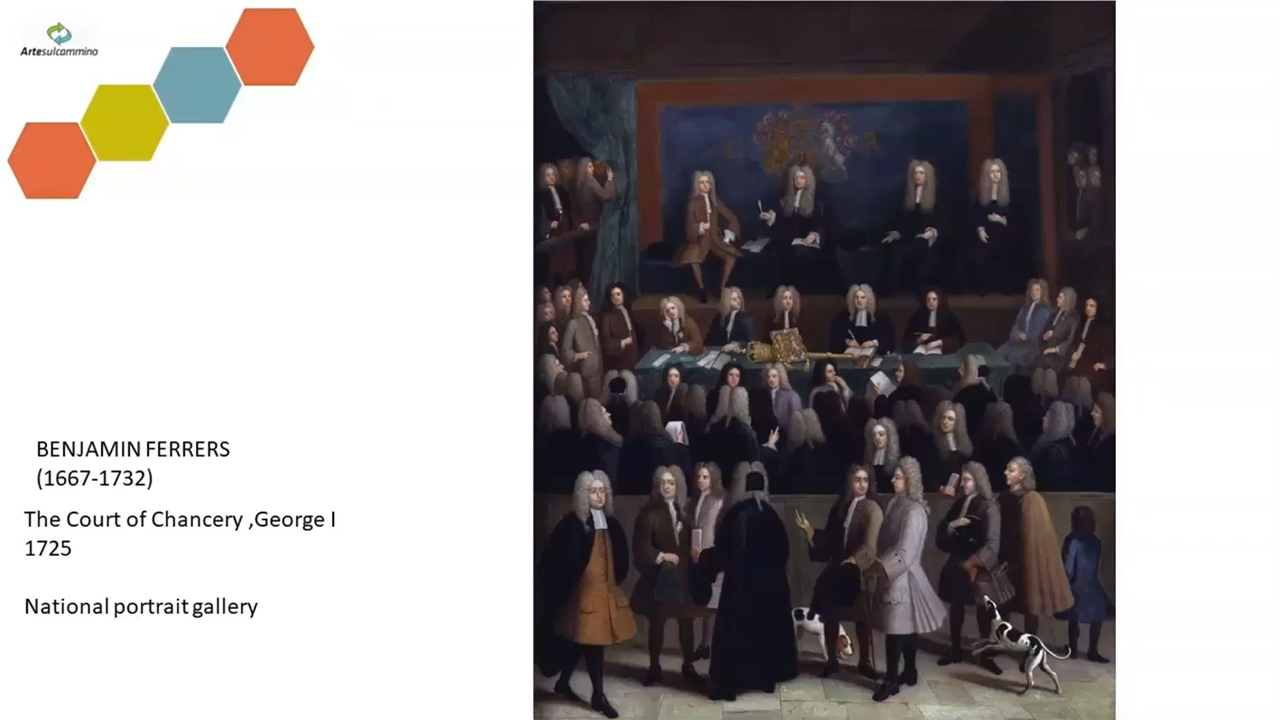 Artesulcammino
BENJAMIN FERRERS
(1667-1732)
The Court of Chancery ,George I
1725
National portrait gallery